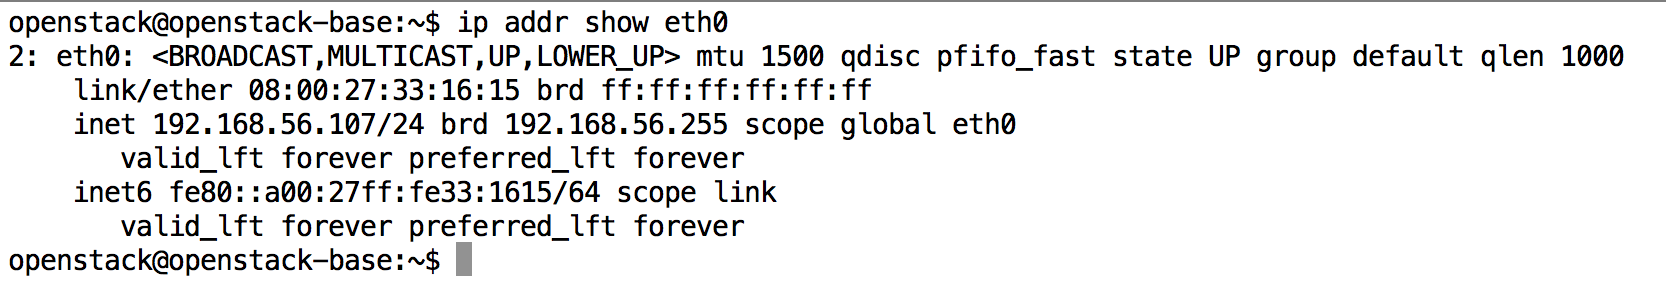 openstack@openstack-base:~$ ip addr show eth0
2: eth0: <BROADCAST,MULTICAST,UP,LOWER_UP> mtu 1500 qdisc pfifo_fast state UP group default qlen 1000
    link/ether 08:00:27:33:16:15 brd ff:ff:ff:ff:ff:ff
    inet 192.168.56.107/24 brd 192.168.56.255 scope global eth0
       valid_lft forever preferred_lft forever
    inet6 fe80::a00:27ff:fe33:1615/64 scope link
       valid_lft forever preferred_lft forever
openstack@openstack-base:~$